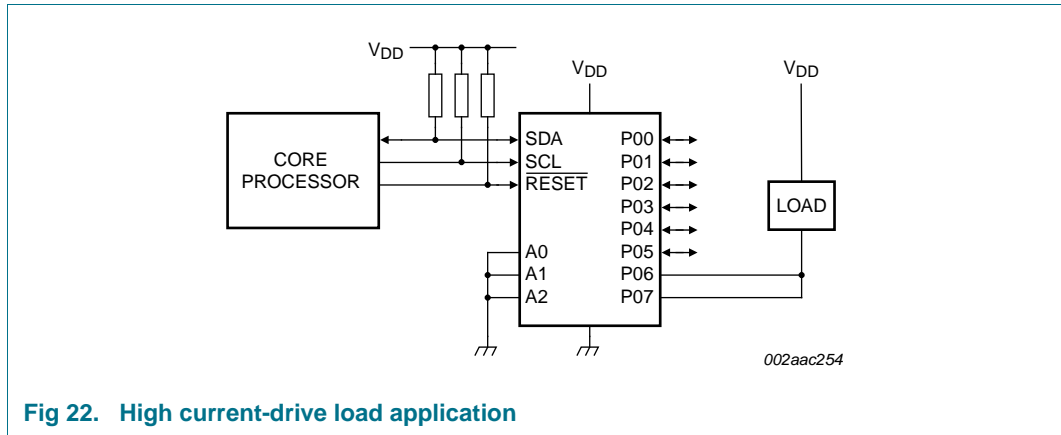 VDD
VDD
VDD
CORE
PROCESSOR
SDA
SCL
RESET
A0
A1
A2
P00
P01
P02
P03
P04
P05
P06
P07
LOAD
002aac254
Fig 22. High current-drive load application